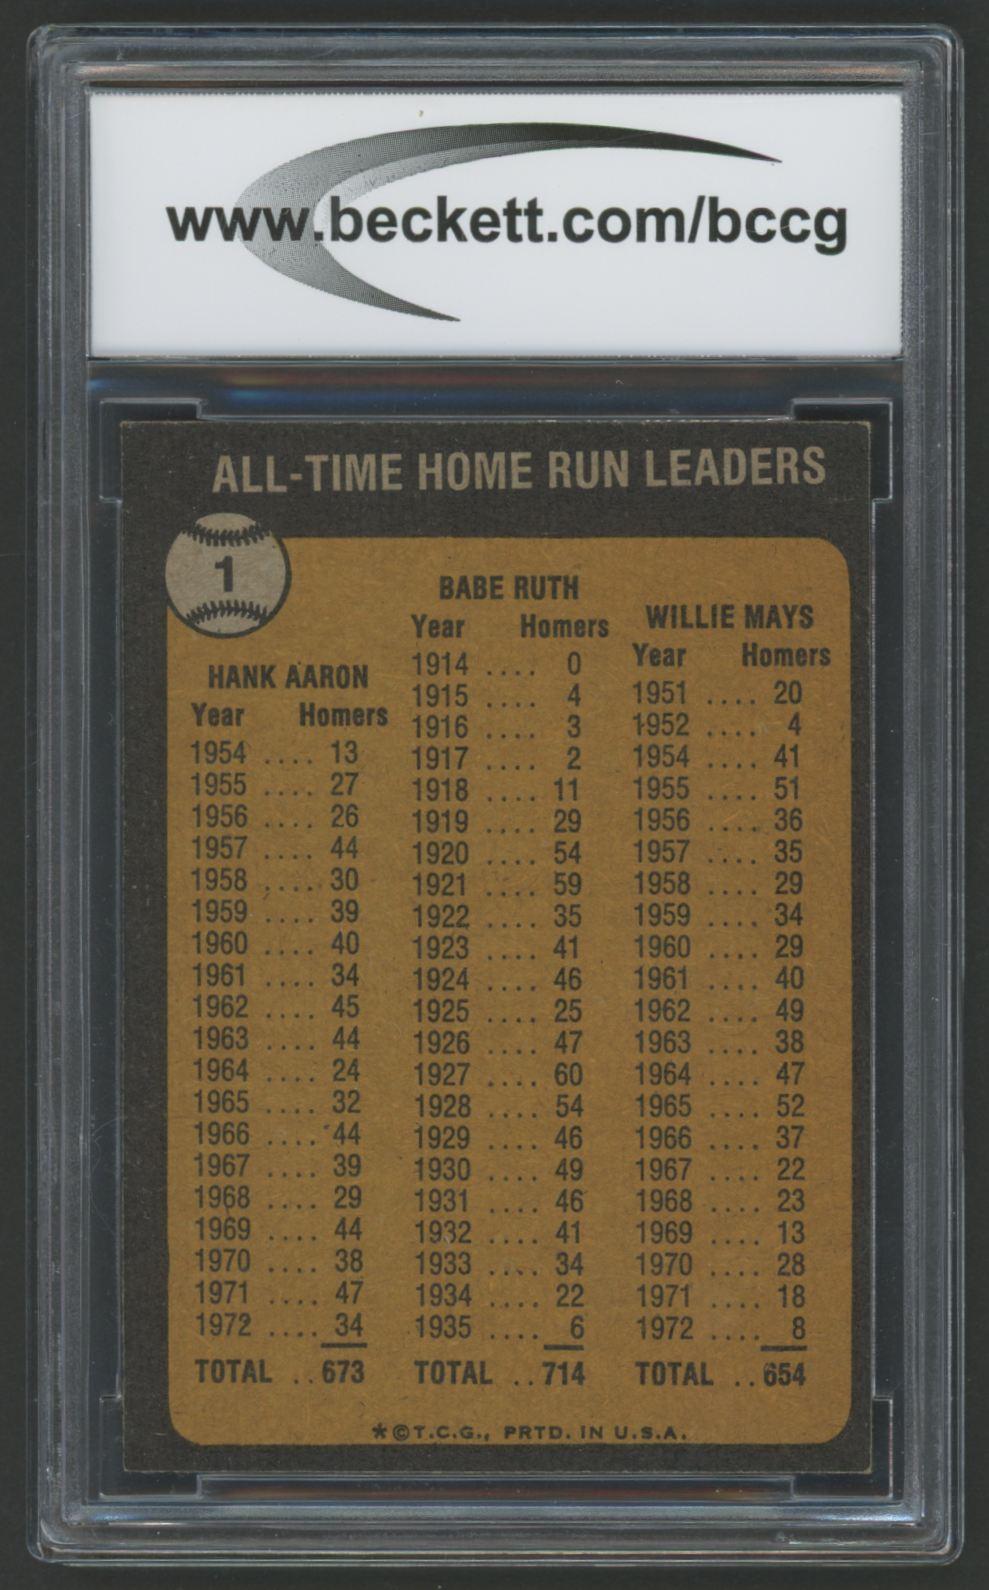 www.beckett.com/bccg
ALL-TIME HOME RUN LEADERS
1
HANK AARON
Year Homers
1954 .... 13
1955 .... 27
1956 .... 26
1957 .... 44
1958 .... 30
1959 .... 39
1960 .... 40
1961 .... 34
1962 .... 45
1963 .... 44
1964 .... 24
1965 .... 32
1966 .... 44
1967 .... 39
1968 .... 29
1969 .... 44
1970 .... 38
1971 .... 47
1972 .... 34
TOTAL .. 673
BABE RUTH
Year Homers
1914 .... 0
1915 .... 4
1916 .... 3
1917 .... 2
1918 .... 11
1919 .... 29
1920 .... 54
1921 .... 59
1922 .... 35
1923 .... 41
1924 .... 46
1925 .... 25
1926 .... 47
1927 .... 60
1928 .... 54
1929 .... 46
1930 .... 49
1931 .... 46
1932 .... 41
1933 .... 34
1934 .... 22
1935 .... 6
TOTAL .. 714
WILLIE MAYS
Year Homers
1951 .... 20
1952 .... 4
1954 .... 41
1955 .... 51
1956 .... 36
1957 .... 35
1958 .... 29
1959 .... 34
1960 .... 29
1961 .... 40
1962 .... 49
1963 .... 38
1964 .... 47
1965 .... 52
1966 .... 37
1967 .... 22
1968 .... 23
1969 .... 13
1970 .... 28
1971 .... 18
1972 .... 8
TOTAL .. 654
*©T.C.G., PRTD. IN U.S.A.